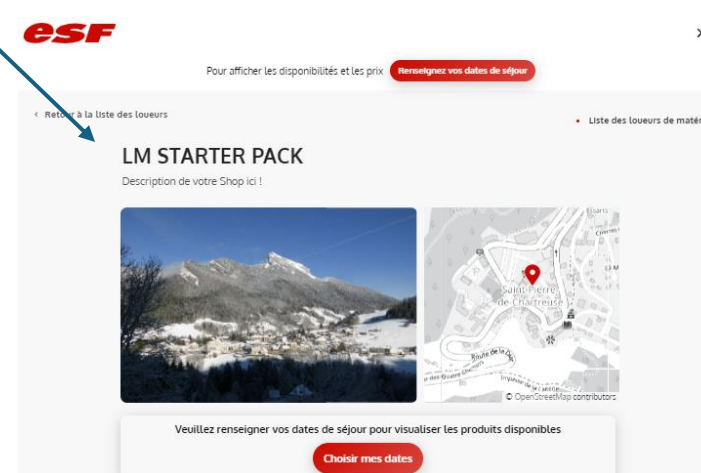 esf
Pour afficher les disponibilités et les prix Renseignez vos dates de séjour
‹ Retour à la liste des loueurs
• Liste des loueurs de matér
LM STARTER PACK
Description de votre Shop ici !
Saint-Pierre
de-Chartreuse
Route de la
© OpenStreetMap contributors
Veuillez renseigner vos dates de séjour pour visualiser les produits disponibles
Choisir mes dates